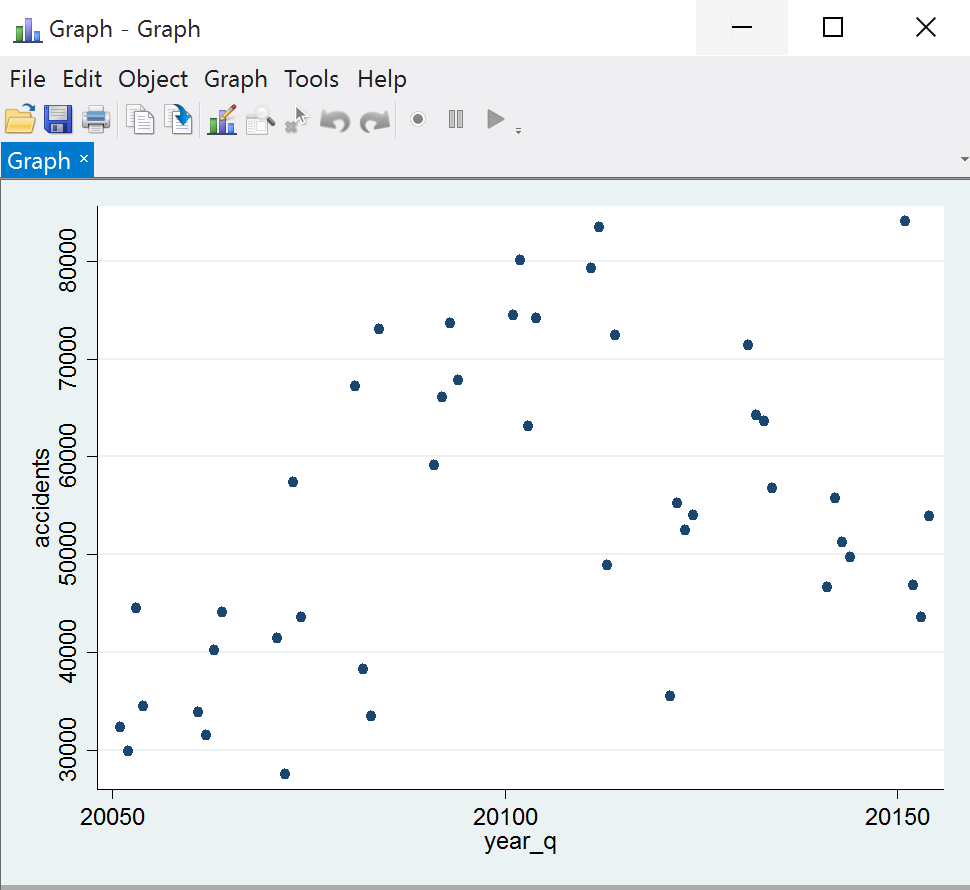 Graph - Graph
File Edit Object Graph Tools Help
Graph ×
80000
70000
60000
50000
40000
30000
accidents
20050 20100 20150
year_q